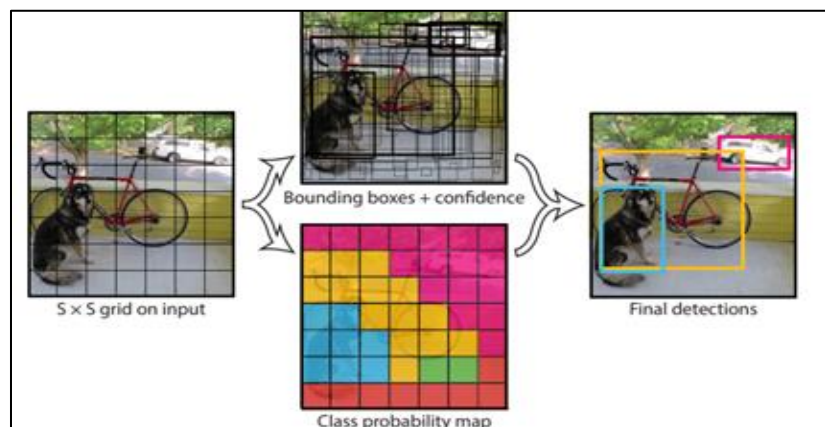 Bounding boxes + confidence
S × S grid on input
Final detections
Class probability map